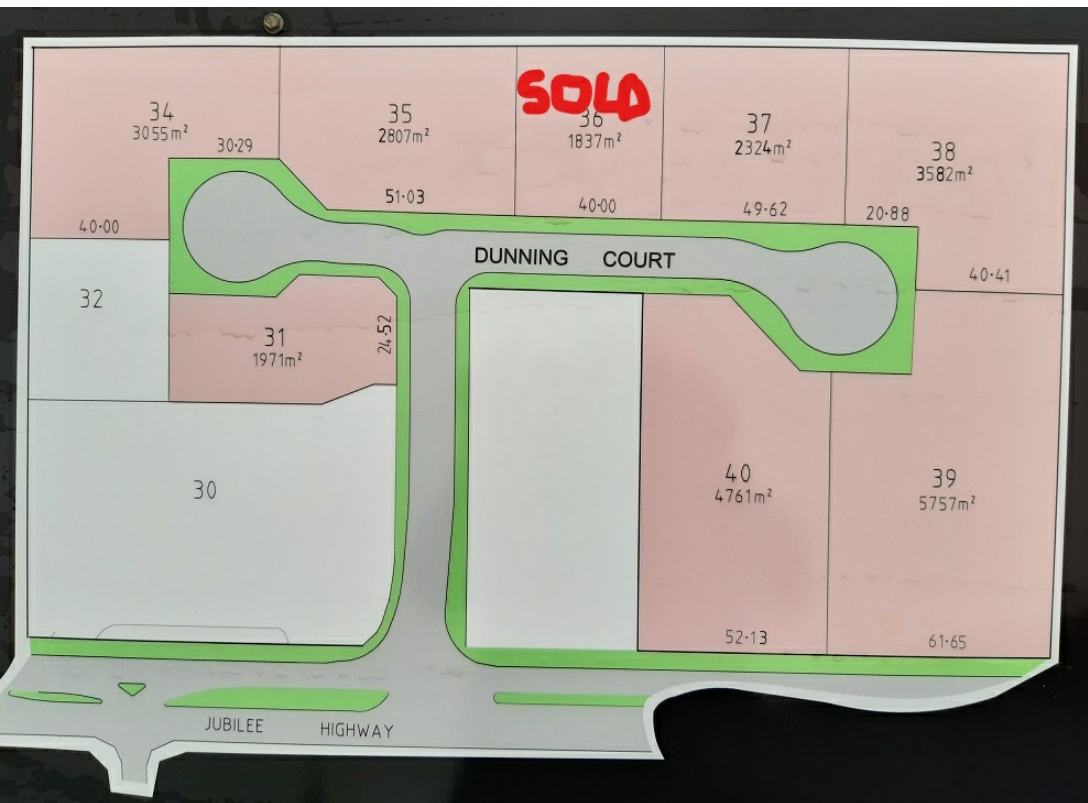 34
3055m²
30·29
40·00
35
2807m²
51·03
SOLD
36
1837m²
40·00
37
2324m²
49·62
38
3582m²
20·88
40·41
DUNNING COURT
32
31
1971m²
24·52
30
40
4761m²
52·13
39
5757m²
61·65
JUBILEE HIGHWAY